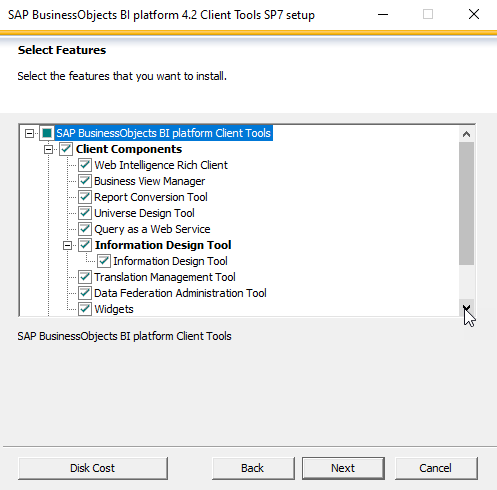 SAP BusinessObjects BI platform 4.2 Client Tools SP7 setup
Select Features
Select the features that you want to install.
SAP BusinessObjects BI platform Client Tools
Client Components
Web Intelligence Rich Client
Business View Manager
Report Conversion Tool
Universe Design Tool
Query as a Web Service
Information Design Tool
Information Design Tool
Translation Management Tool
Data Federation Administration Tool
Widgets
SAP BusinessObjects BI platform Client Tools
Disk Cost Back Next Cancel